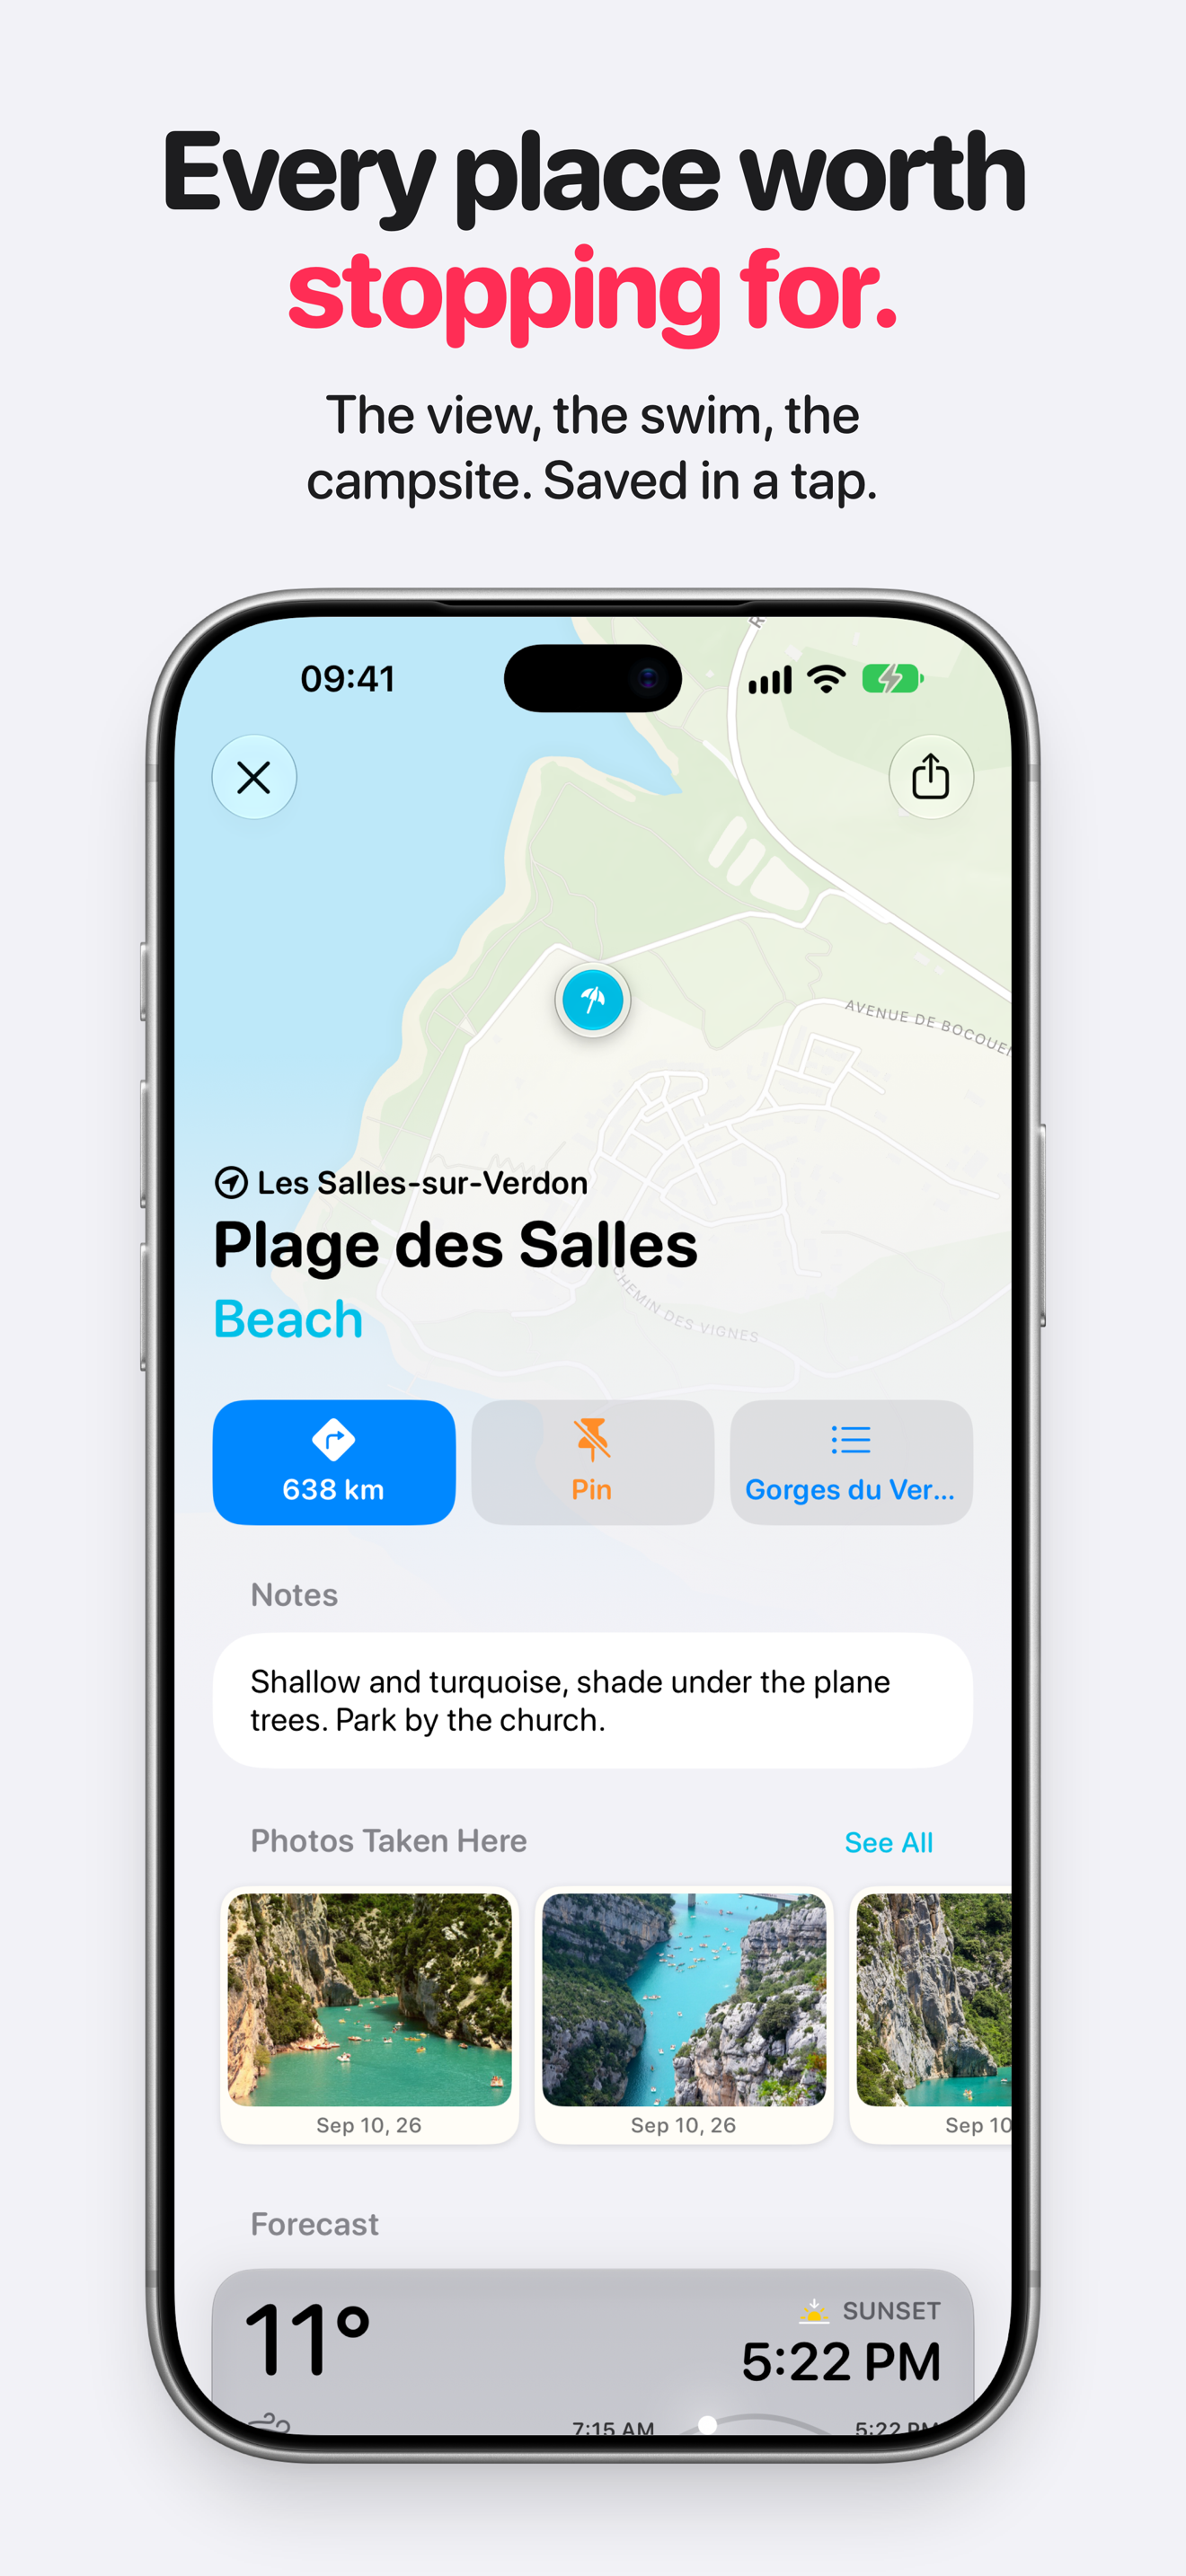 Every place worth
stopping for.
The view, the swim, the
campsite. Saved in a tap.
09:41
AVENUE DE BOCOUE
Les Salles-sur-Verdon
Plage des Salles
Beach
CHEMIN DES VIGNES
638 km
Pin
Gorges du Ver...
Notes
Shallow and turquoise, shade under the plane
trees. Park by the church.
Photos Taken Here
See All
Sep 10, 26
Sep 10, 26
Sep 10
Forecast
11°
SUNSET
5:22 PM
7:15 AM
5:22 PM